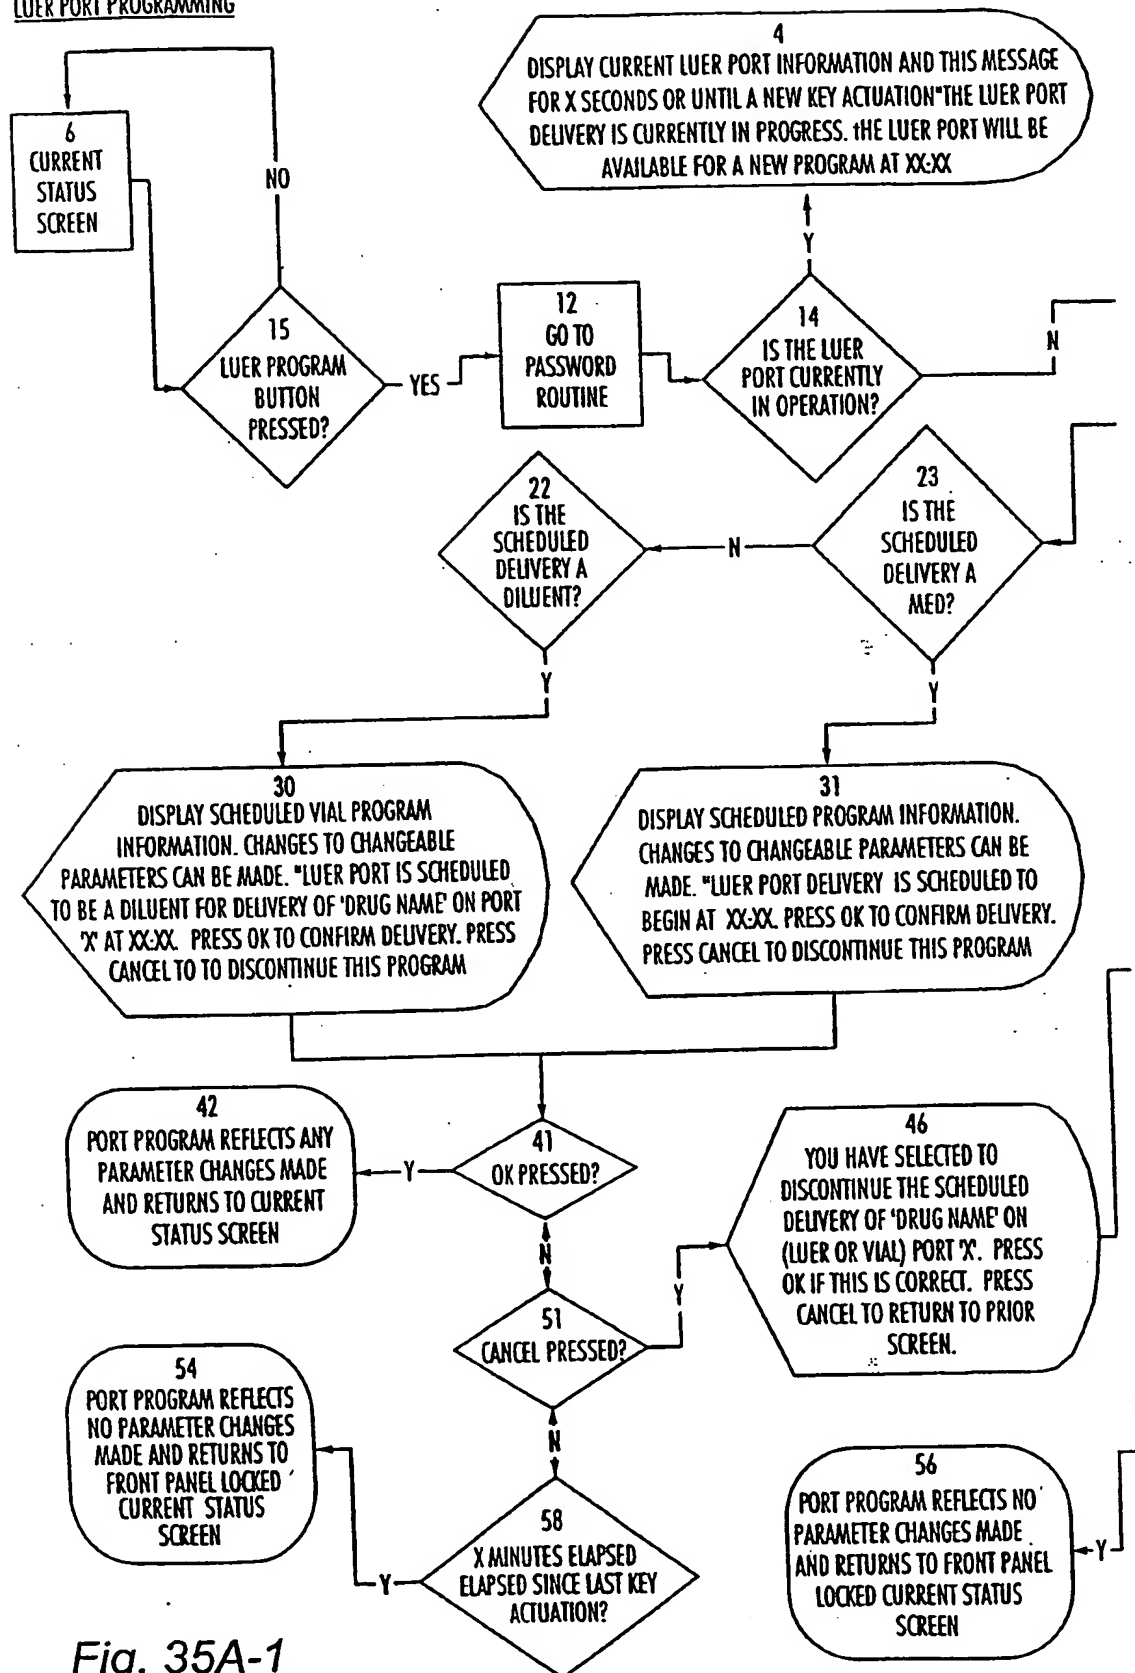 LUER PORT PROGRAMMING
4
DISPLAY CURRENT LUER PORT INFORMATION AND THIS MESSAGE
FOR X SECONDS OR UNTIL A NEW KEY ACTUATION"THE LUER PORT
DELIVERY IS CURRENTLY IN PROGRESS. tHE LUER PORT WILL BE
AVAILABLE FOR A NEW PROGRAM AT XX:XX
6
CURRENT
STATUS
SCREEN
NO
Y
15
LUER PROGRAM
BUTTON
PRESSED?
YES
12
GO TO
PASSWORD
ROUTINE
14
IS THE LUER
PORT CURRENTLY
IN OPERATION?
N
22
IS THE
SCHEDULED
DELIVERY A
DILUENT?
N
23
IS THE
SCHEDULED
DELIVERY A
MED?
Y
Y
30
DISPLAY SCHEDULED VIAL PROGRAM
INFORMATION. CHANGES TO CHANGEABLE
PARAMETERS CAN BE MADE. "LUER PORT IS SCHEDULED
TO BE A DILUENT FOR DELIVERY OF 'DRUG NAME' ON PORT
'X' AT XX:XX. PRESS OK TO CONFIRM DELIVERY. PRESS
CANCEL TO TO DISCONTINUE THIS PROGRAM
31
DISPLAY SCHEDULED PROGRAM INFORMATION.
CHANGES TO CHANGEABLE PARAMETERS CAN BE
MADE. "LUER PORT DELIVERY IS SCHEDULED TO
BEGIN AT XX:XX. PRESS OK TO CONFIRM DELIVERY.
PRESS CANCEL TO DISCONTINUE THIS PROGRAM
42
PORT PROGRAM REFLECTS ANY
PARAMETER CHANGES MADE
AND RETURNS TO CURRENT
STATUS SCREEN
Y
41
OK PRESSED?
N
46
YOU HAVE SELECTED TO
DISCONTINUE THE SCHEDULED
DELIVERY OF 'DRUG NAME' ON
(LUER OR VIAL) PORT 'X'. PRESS
OK IF THIS IS CORRECT. PRESS
CANCEL TO RETURN TO PRIOR
SCREEN.
51
CANCEL PRESSED?
Y
N
54
PORT PROGRAM REFLECTS
NO PARAMETER CHANGES
MADE AND RETURNS TO
FRONT PANEL LOCKED
CURRENT STATUS
SCREEN
58
X MINUTES ELAPSED
ELAPSED SINCE LAST KEY
ACTUATION?
Y
56
PORT PROGRAM REFLECTS NO
PARAMETER CHANGES MADE
AND RETURNS TO FRONT PANEL
LOCKED CURRENT STATUS
SCREEN
Y
Fig. 35A-1